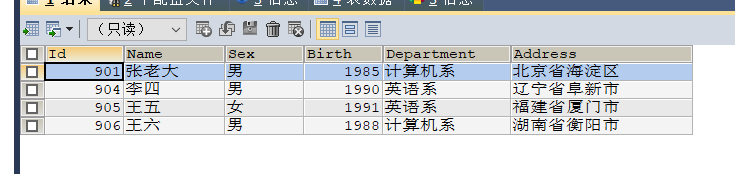 1 结果 2 个配置文件 3 信息 4 表数据 5 信息
（只读）
Id Name Sex Birth Department Address
901 张老大 男 1985 计算机系 北京省海淀区
904 李四 男 1990 英语系 辽宁省阜新市
905 王五 女 1991 英语系 福建省厦门市
906 王六 男 1988 计算机系 湖南省衡阳市